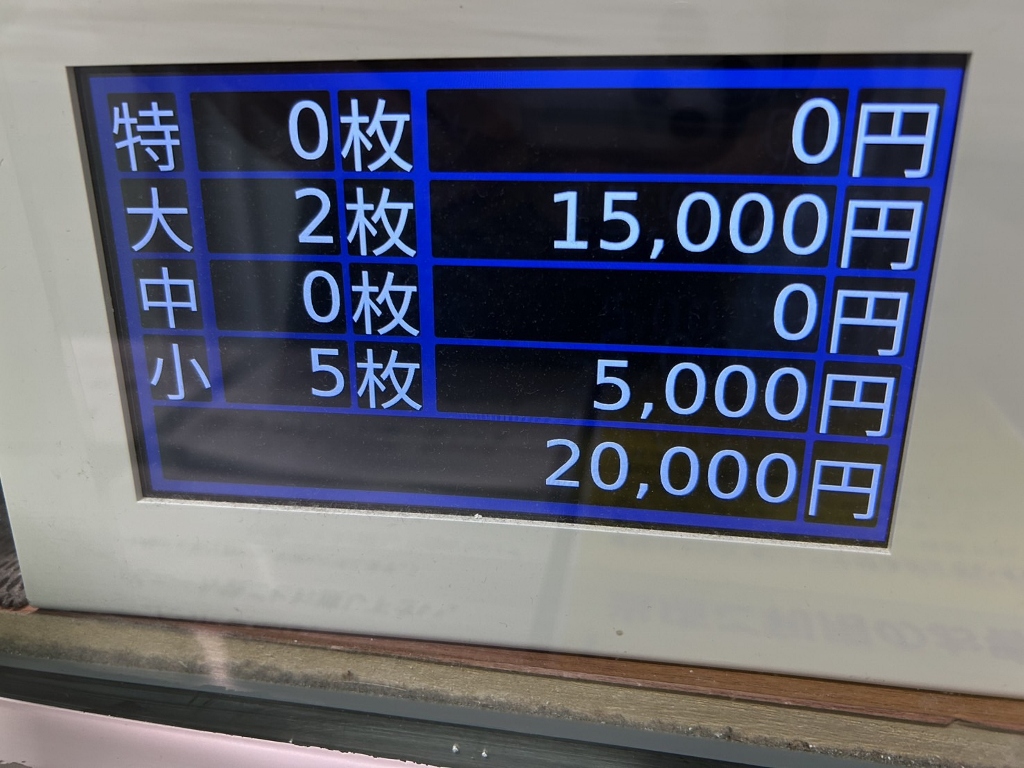 特 0枚 0円
大 2枚 15,000円
中 0枚 0円
小 5枚 5,000円
20,000円